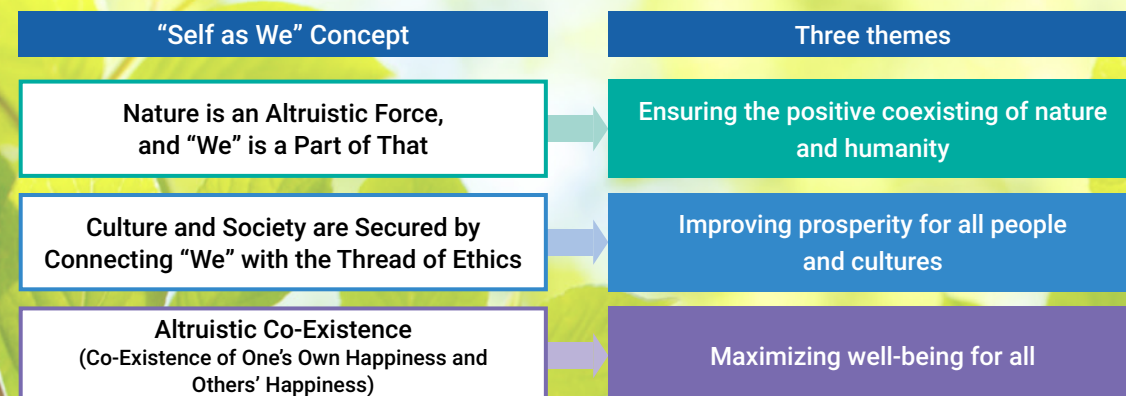 “Self as We” Concept
Three themes
Nature is an Altruistic Force,
and “We” is a Part of That
Ensuring the positive coexisting of nature
and humanity
Culture and Society are Secured by
Connecting “We” with the Thread of Ethics
Improving prosperity for all people
and cultures
Altruistic Co-Existence
(Co-Existence of One’s Own Happiness and
Others’ Happiness)
Maximizing well-being for all